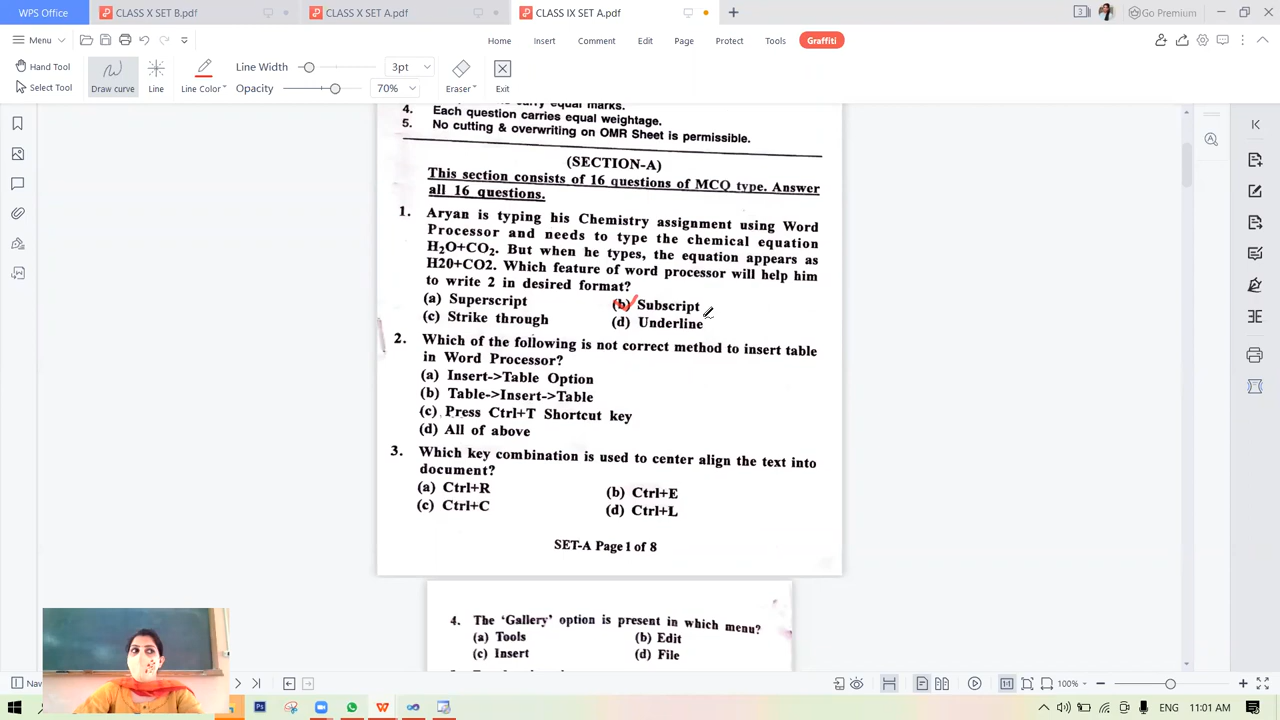 WPS Office
CLASS IX SET B.pdf
CLASS X SET A.pdf
CLASS IX SET A.pdf
+
3
Go Premium
Menu
Home
Insert
Comment
Edit
Page
Protect
Tools
Graffiti
Hand Tool
Select Tool
Draw curve
Line
Line Color
Line Width
3pt
Opacity
70%
Eraser
Exit
carry equal marks.
4. Each question carries equal weightage.
5. No cutting & overwriting on OMR Sheet is permissible.
(SECTION-A)
This section consists of 16 questions of MCQ type. Answer
all 16 questions.
1. Aryan is typing his Chemistry assignment using Word
Processor and needs to type the chemical equation
H₂O+CO₂. But when he types, the equation appears as
H20+CO2. Which feature of word processor will help him
to write 2 in desired format?
(a) Superscript (b) Subscript
(c) Strike through (d) Underline
2. Which of the following is not correct method to insert table
in Word Processor?
(a) Insert->Table Option
(b) Table->Insert->Table
(c) Press Ctrl+T Shortcut key
(d) All of above
3. Which key combination is used to center align the text into
document?
(a) Ctrl+R (b) Ctrl+E
(c) Ctrl+C (d) Ctrl+L
SET-A Page 1 of 8
4. The ‘Gallery’ option is present in which menu?
(a) Tools (b) Edit
(c) Insert (d) File
Nav
100%
11:01 AM